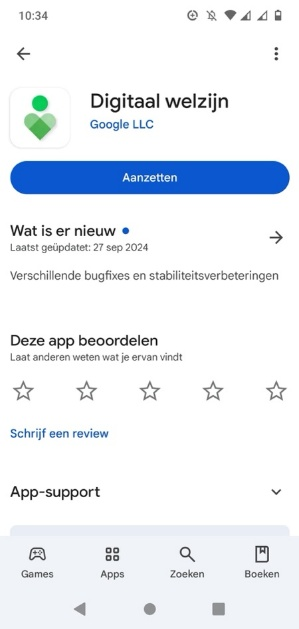 10:34
Digitaal welzijn
Google LLC
Aanzetten
Wat is er nieuw
Laatst geüpdatet: 27 sep 2024
Verschillende bugfixes en stabiliteitsverbeteringen
Deze app beoordelen
Laat anderen weten wat je ervan vindt
Schrijf een review
App-support
Games
Apps
Zoeken
Boeken